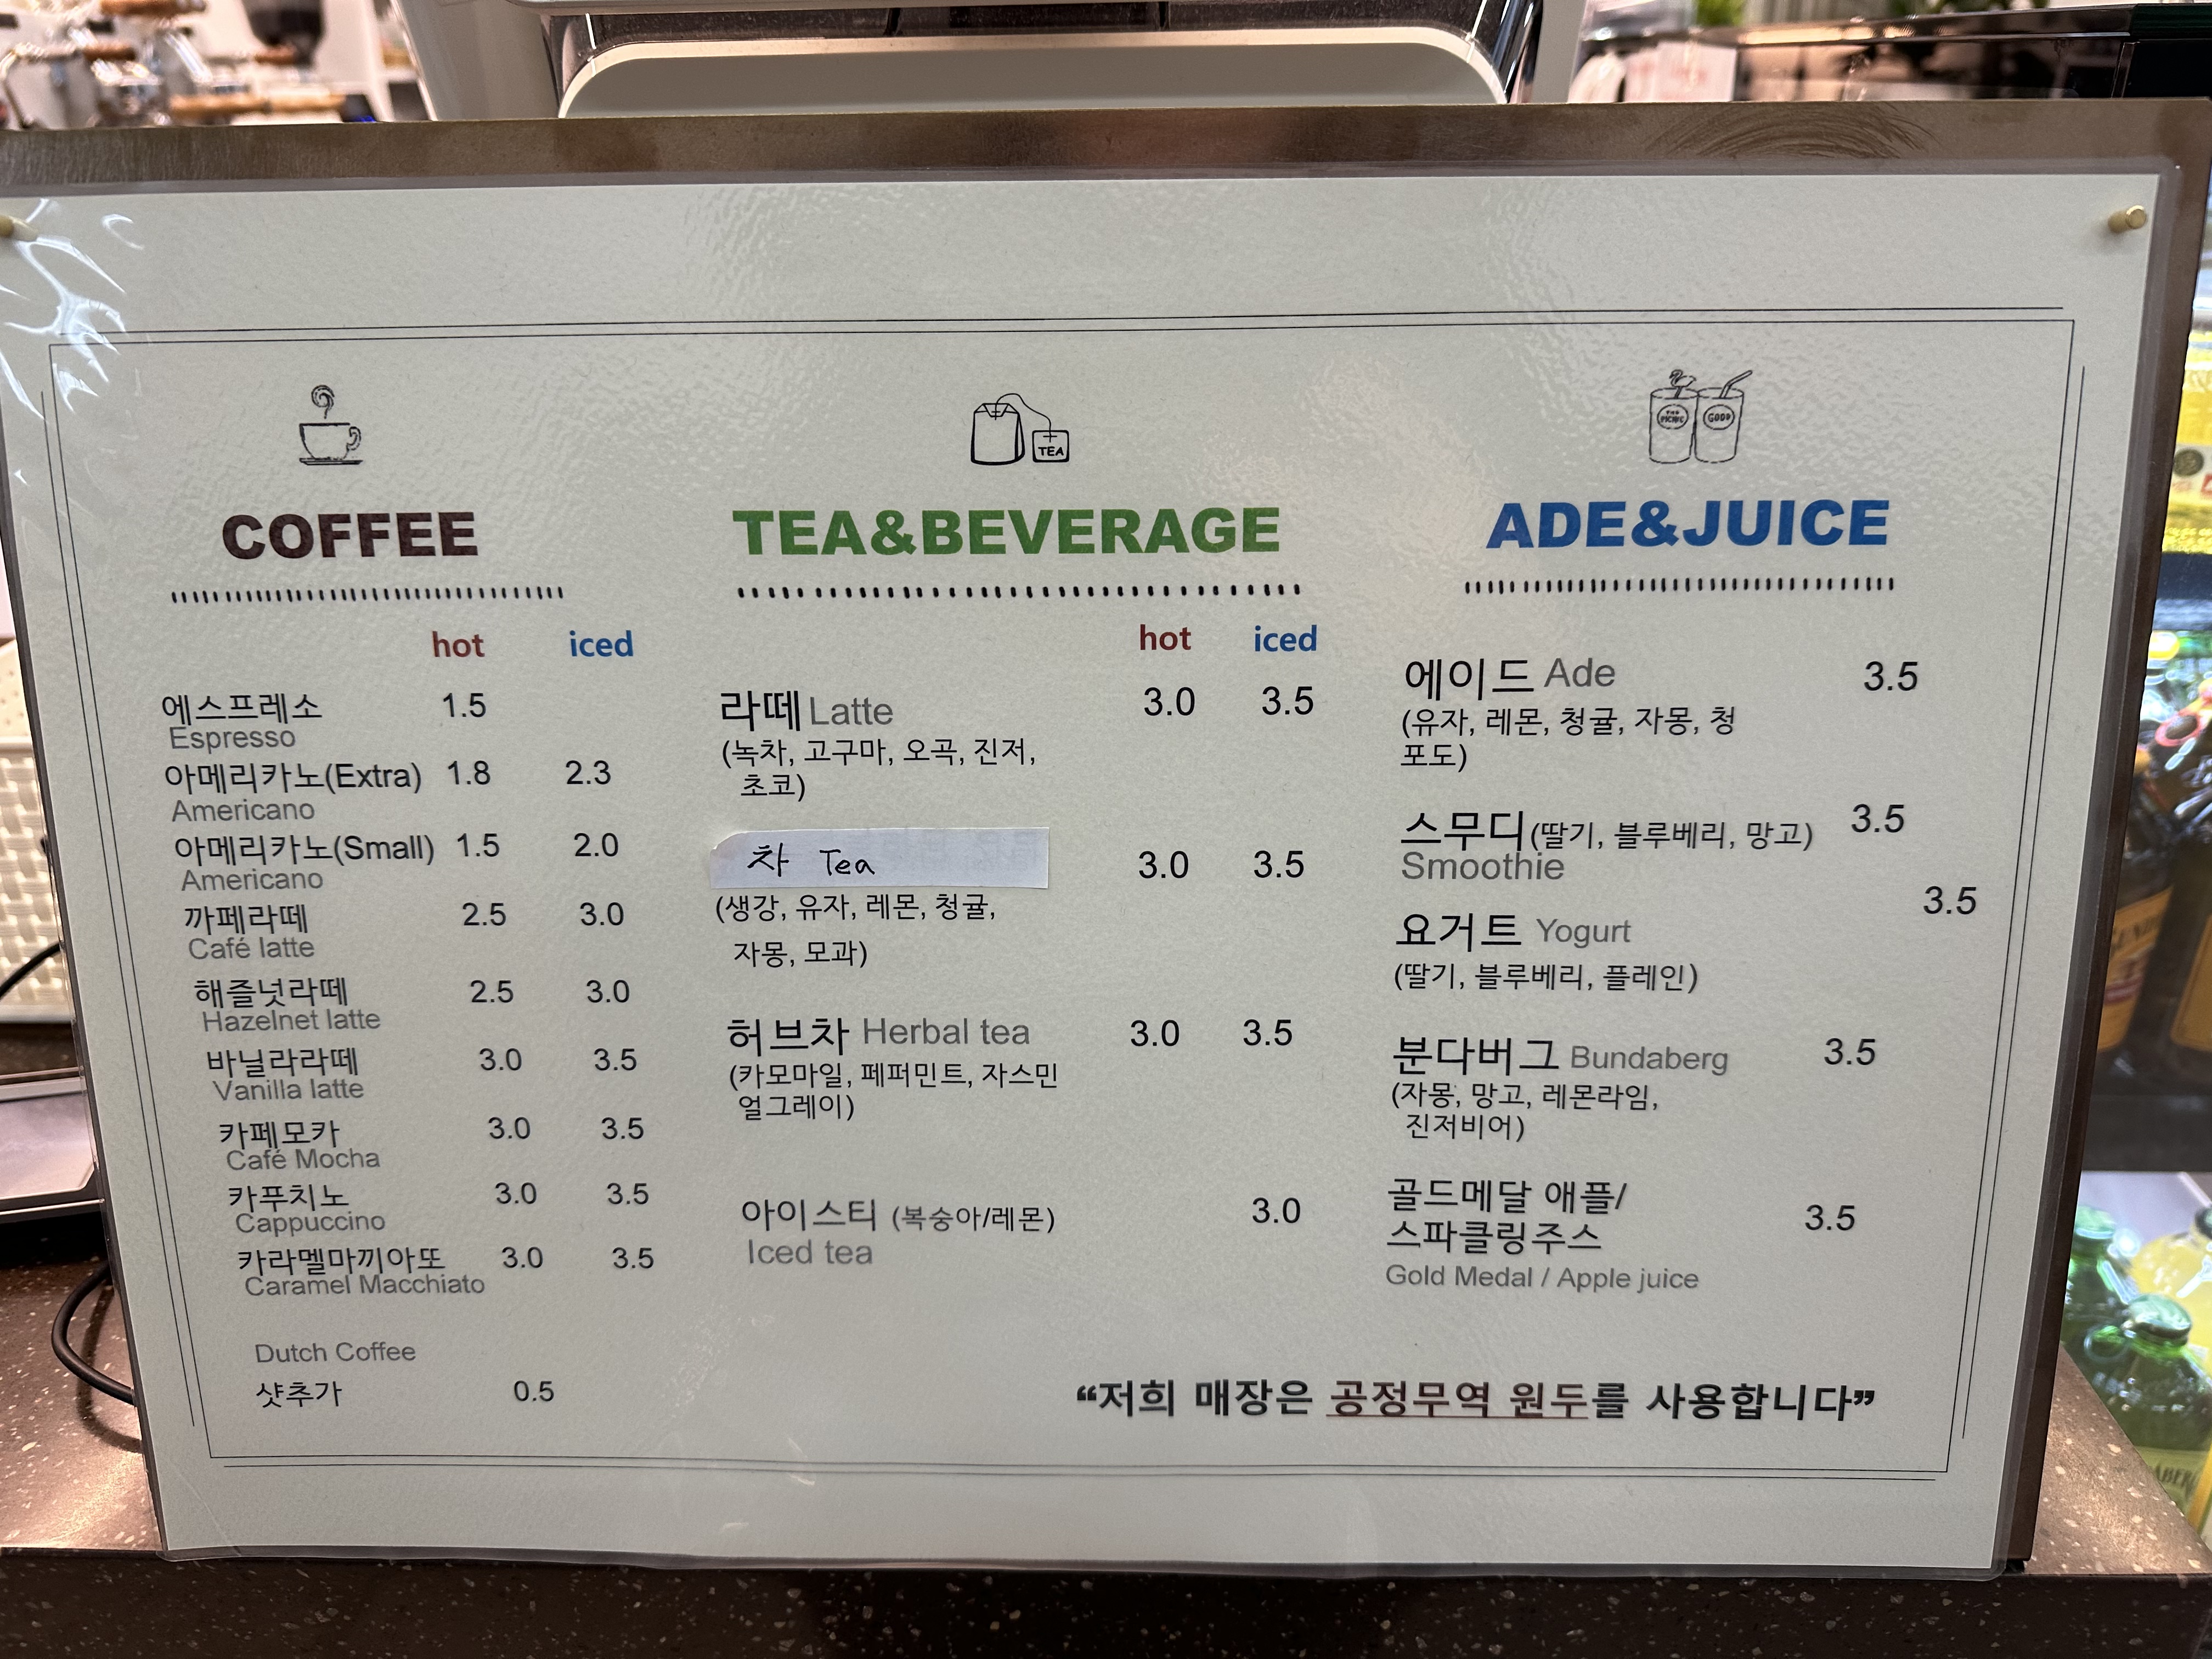 TEA
THE PICNIC
GOOD
COFFEE
hot iced
에스프레소 1.5
Espresso
아메리카노(Extra) 1.8 2.3
Americano
아메리카노(Small) 1.5 2.0
Americano
까페라떼 2.5 3.0
Café latte
해즐넛라떼 2.5 3.0
Hazelnet latte
바닐라라떼 3.0 3.5
Vanilla latte
카페모카 3.0 3.5
Café Mocha
카푸치노 3.0 3.5
Cappuccino
카라멜마끼아또 3.0 3.5
Caramel Macchiato
Dutch Coffee
샷추가 0.5
TEA&BEVERAGE
hot iced
라떼 Latte 3.0 3.5
(녹차, 고구마, 오곡, 진저,
초코)
차 Tea 3.0 3.5
(생강, 유자, 레몬, 청귤,
자몽, 모과)
허브차 Herbal tea 3.0 3.5
(카모마일, 페퍼민트, 자스민
얼그레이)
아이스티 (복숭아/레몬) 3.0
Iced tea
ADE&JUICE
에이드 Ade 3.5
(유자, 레몬, 청귤, 자몽, 청
포도)
스무디(딸기, 블루베리, 망고) 3.5
Smoothie
요거트 Yogurt 3.5
(딸기, 블루베리, 플레인)
분다버그 Bundaberg 3.5
(자몽, 망고, 레몬라임,
진저비어)
골드메달 애플/
스파클링주스 3.5
Gold Medal / Apple juice
“저희 매장은 공정무역 원두를 사용합니다”